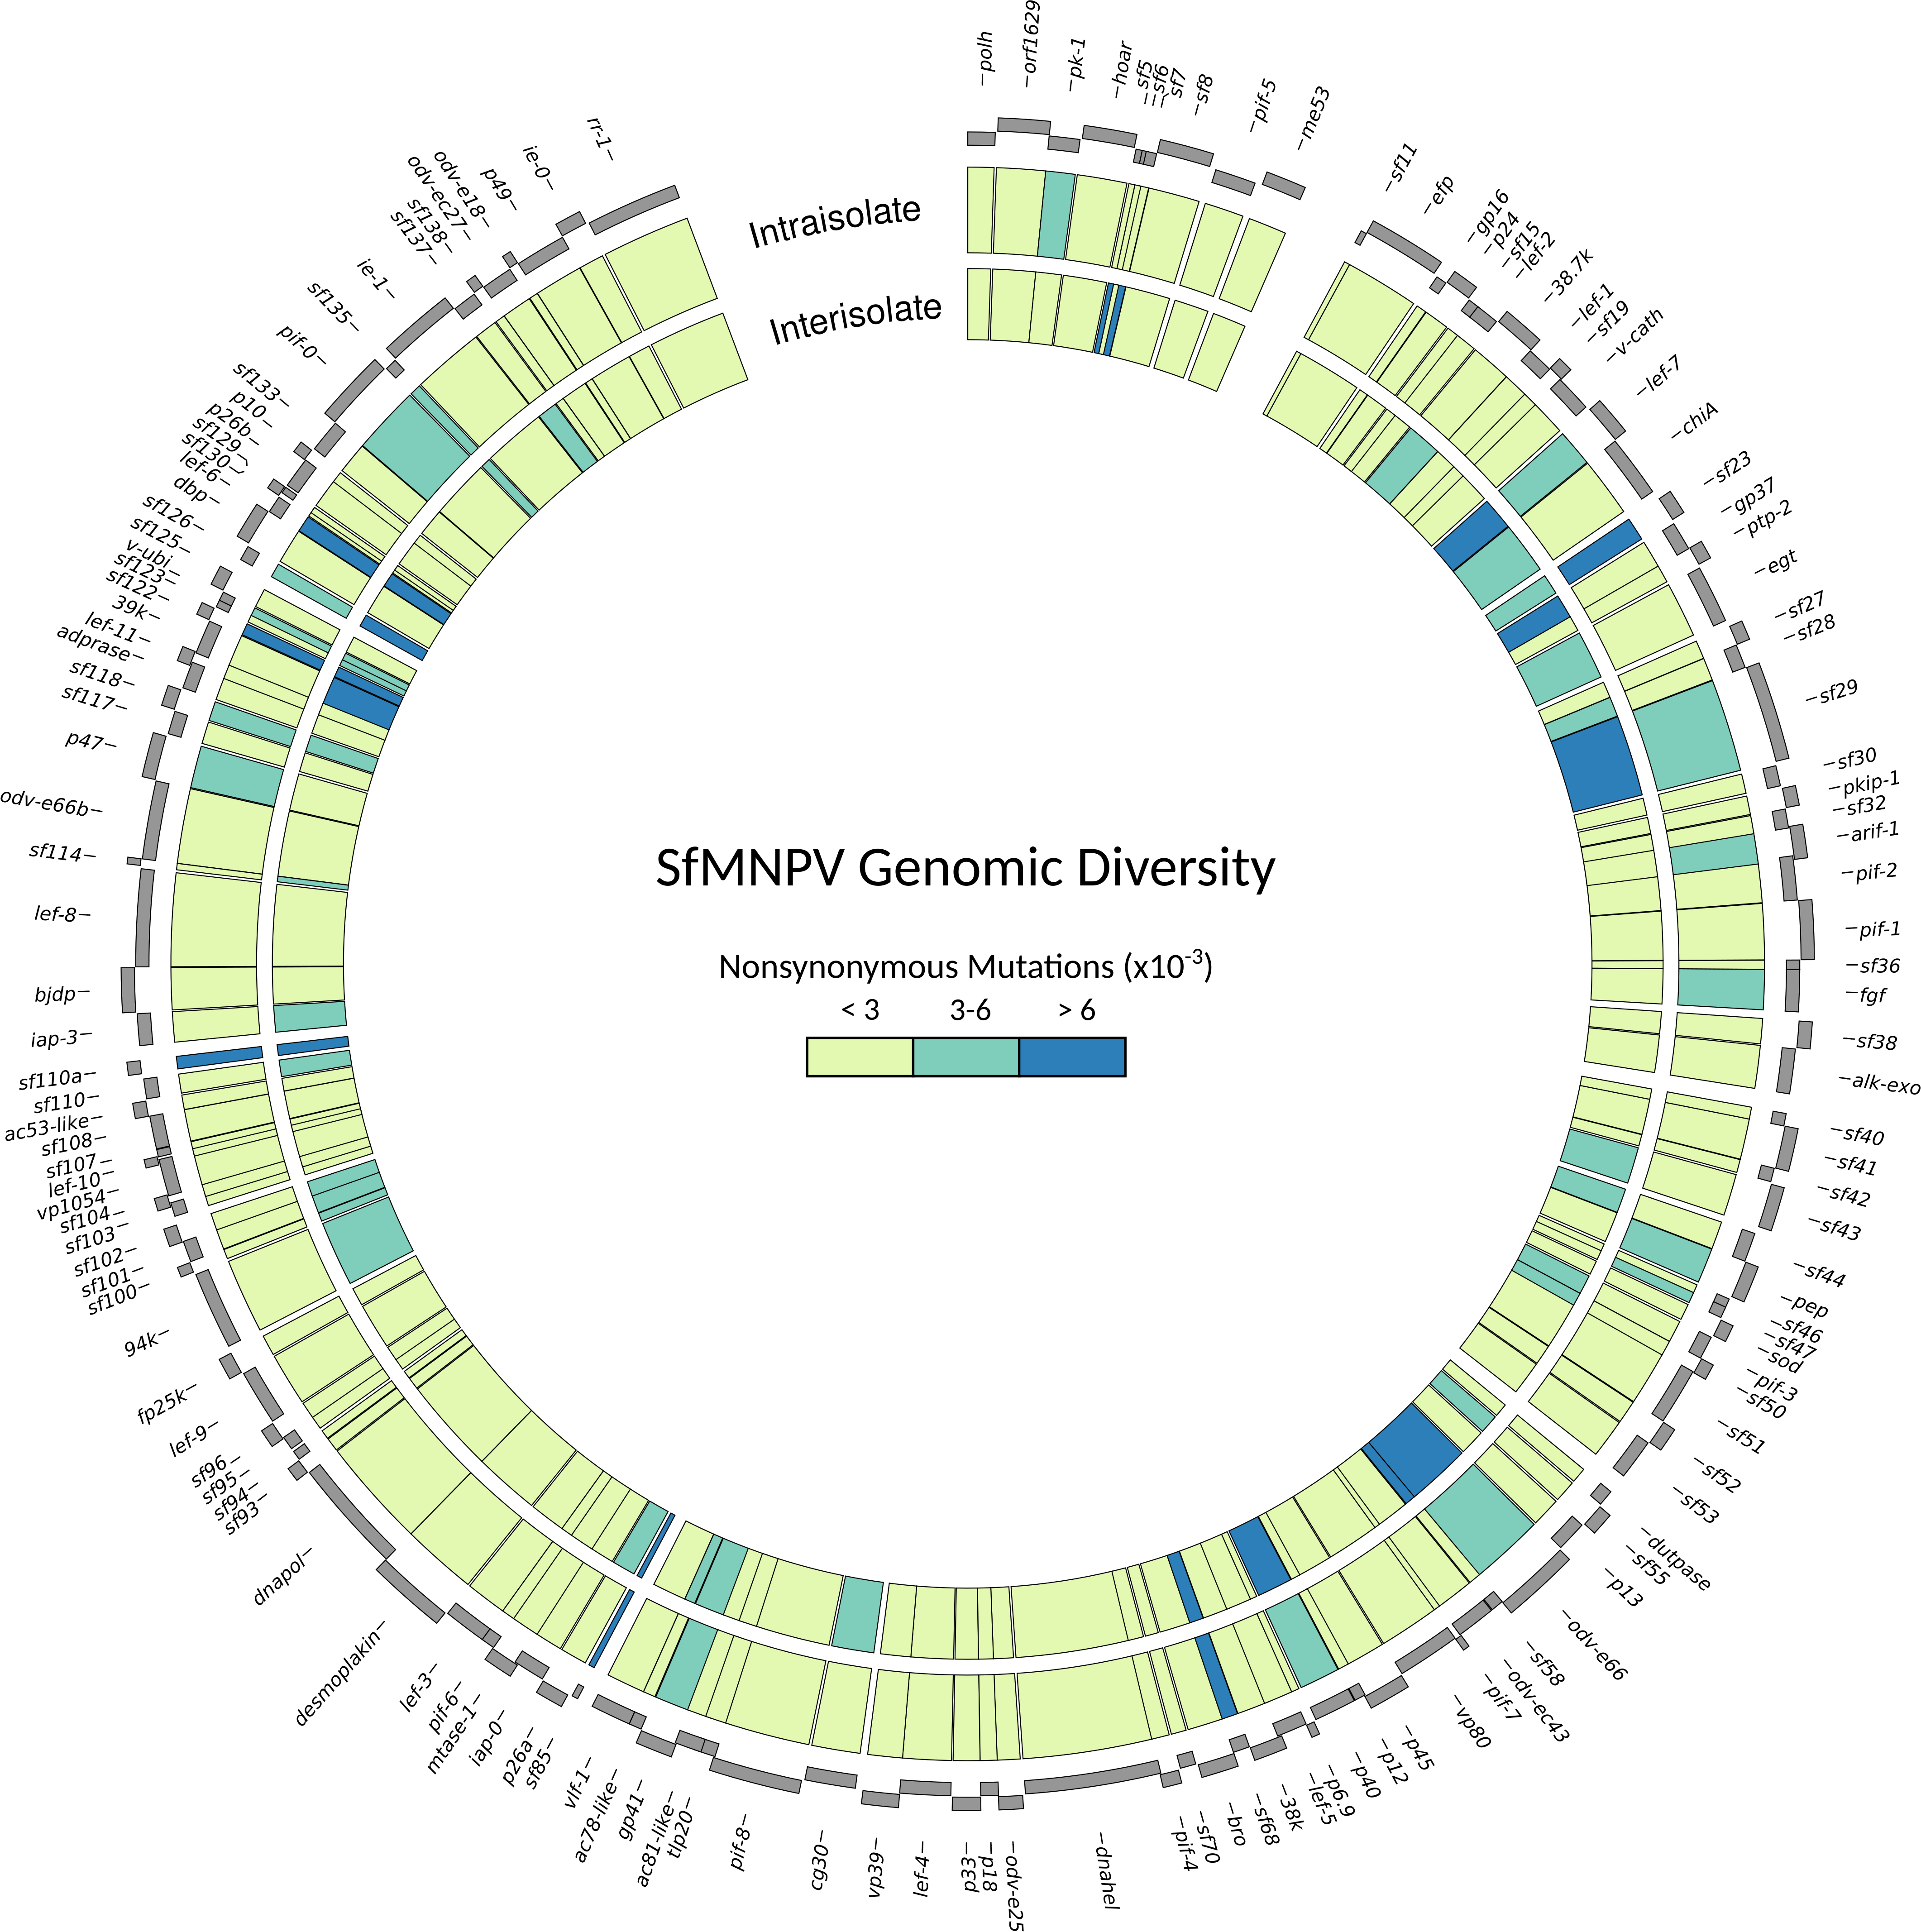 Intraisolate
Interisolate
SfMNPV Genomic Diversity
Nonsynonymous Mutations (x10-3)
< 3
3-6
> 6
polh
orf1629
pk-1
hoar
sf5
sf6
sf7
sf8
pif-5
me53
sf11
efp
gp16
p24
sf15
lef-2
38.7k
lef-1
sf19
v-cath
lef-7
chiA
sf23
gp37
ptp-2
egt
sf27
sf28
sf29
sf30
pkip-1
sf32
arif-1
pif-2
pif-1
sf36
fgf
sf38
alk-exo
sf40
sf41
sf42
sf43
sf44
pep
sf46
sf47
sod
pif-3
sf50
sf51
sf52
sf53
dutpase
sf55
p13
odv-e66
sf58
odv-ec43
pif-7
vp80
p45
p12
p40
p6.9
lef-5
38k
sf68
bro
sf70
pif-4
dnahel
odv-e25
p18
p33
lef-4
vp39
cg30
pif-8
tlp20
ac81-like
gp41
ac78-like
vlf-1
sf85
p26a
iap-0
mtase-1
pif-6
lef-3
desmoplakin
dnapol
sf93
sf94
sf95
sf96
lef-9
fp25k
94k
sf100
sf101
sf102
sf103
sf104
vp1054
lef-10
sf107
sf108
ac53-like
sf110
sf110a
iap-3
bjdp
lef-8
sf114
odv-e66b
p47
sf117
sf118
adprase
lef-11
39k
sf122
sf123
v-ubi
sf125
sf126
dbp
lef-6
sf130
sf129
p26b
p10
sf133
pif-0
sf135
ie-1
sf137
sf138
odv-ec27
odv-e18
p49
ie-0
rr-1